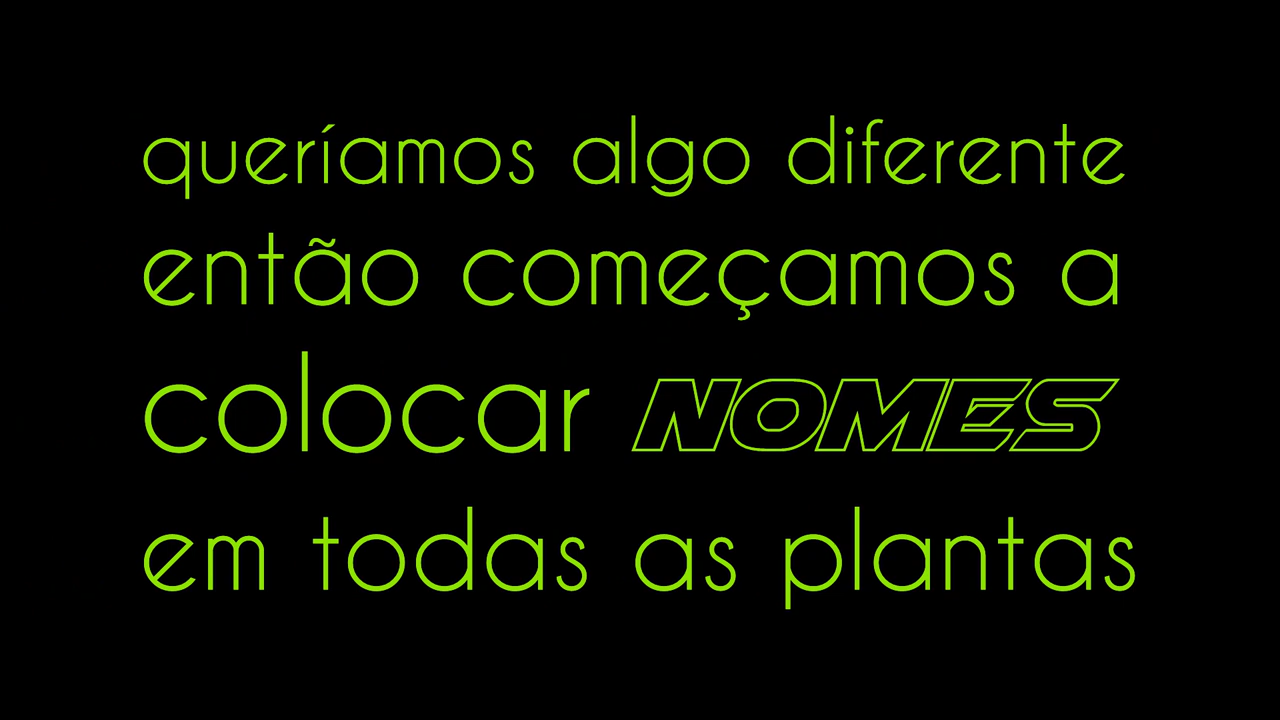 queríamos algo diferente
então começamos a
colocar NOMES
em todas as plantas